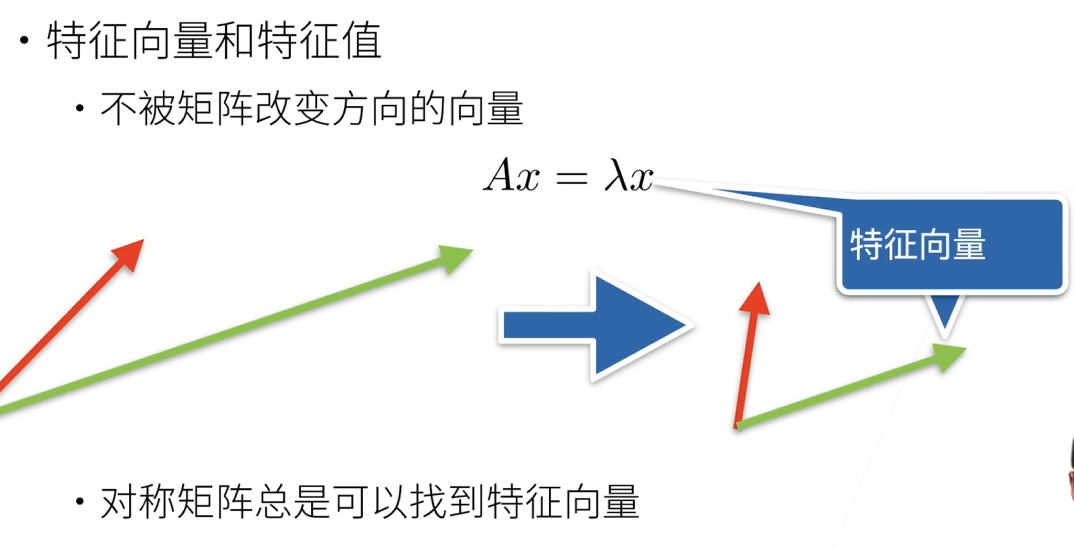 • 特征向量和特征值
• 不被矩阵改变方向的向量
Ax = λx
特征向量
• 对称矩阵总是可以找到特征向量